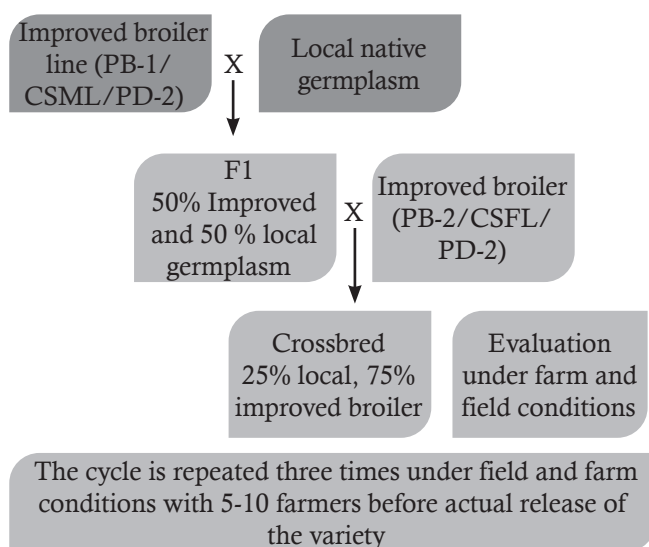 Improved broiler
line (PB-1/
CSML/PD-2)
X
Local native
germplasm
F1
50% Improved
and 50 % local
germplasm
X
Improved broiler
(PB-2/CSFL/
PD-2)
Crossbred
25% local, 75%
improved broiler
Evaluation
under farm and
field conditions
The cycle is repeated three times under field and farm
conditions with 5-10 farmers before actual release of
the variety